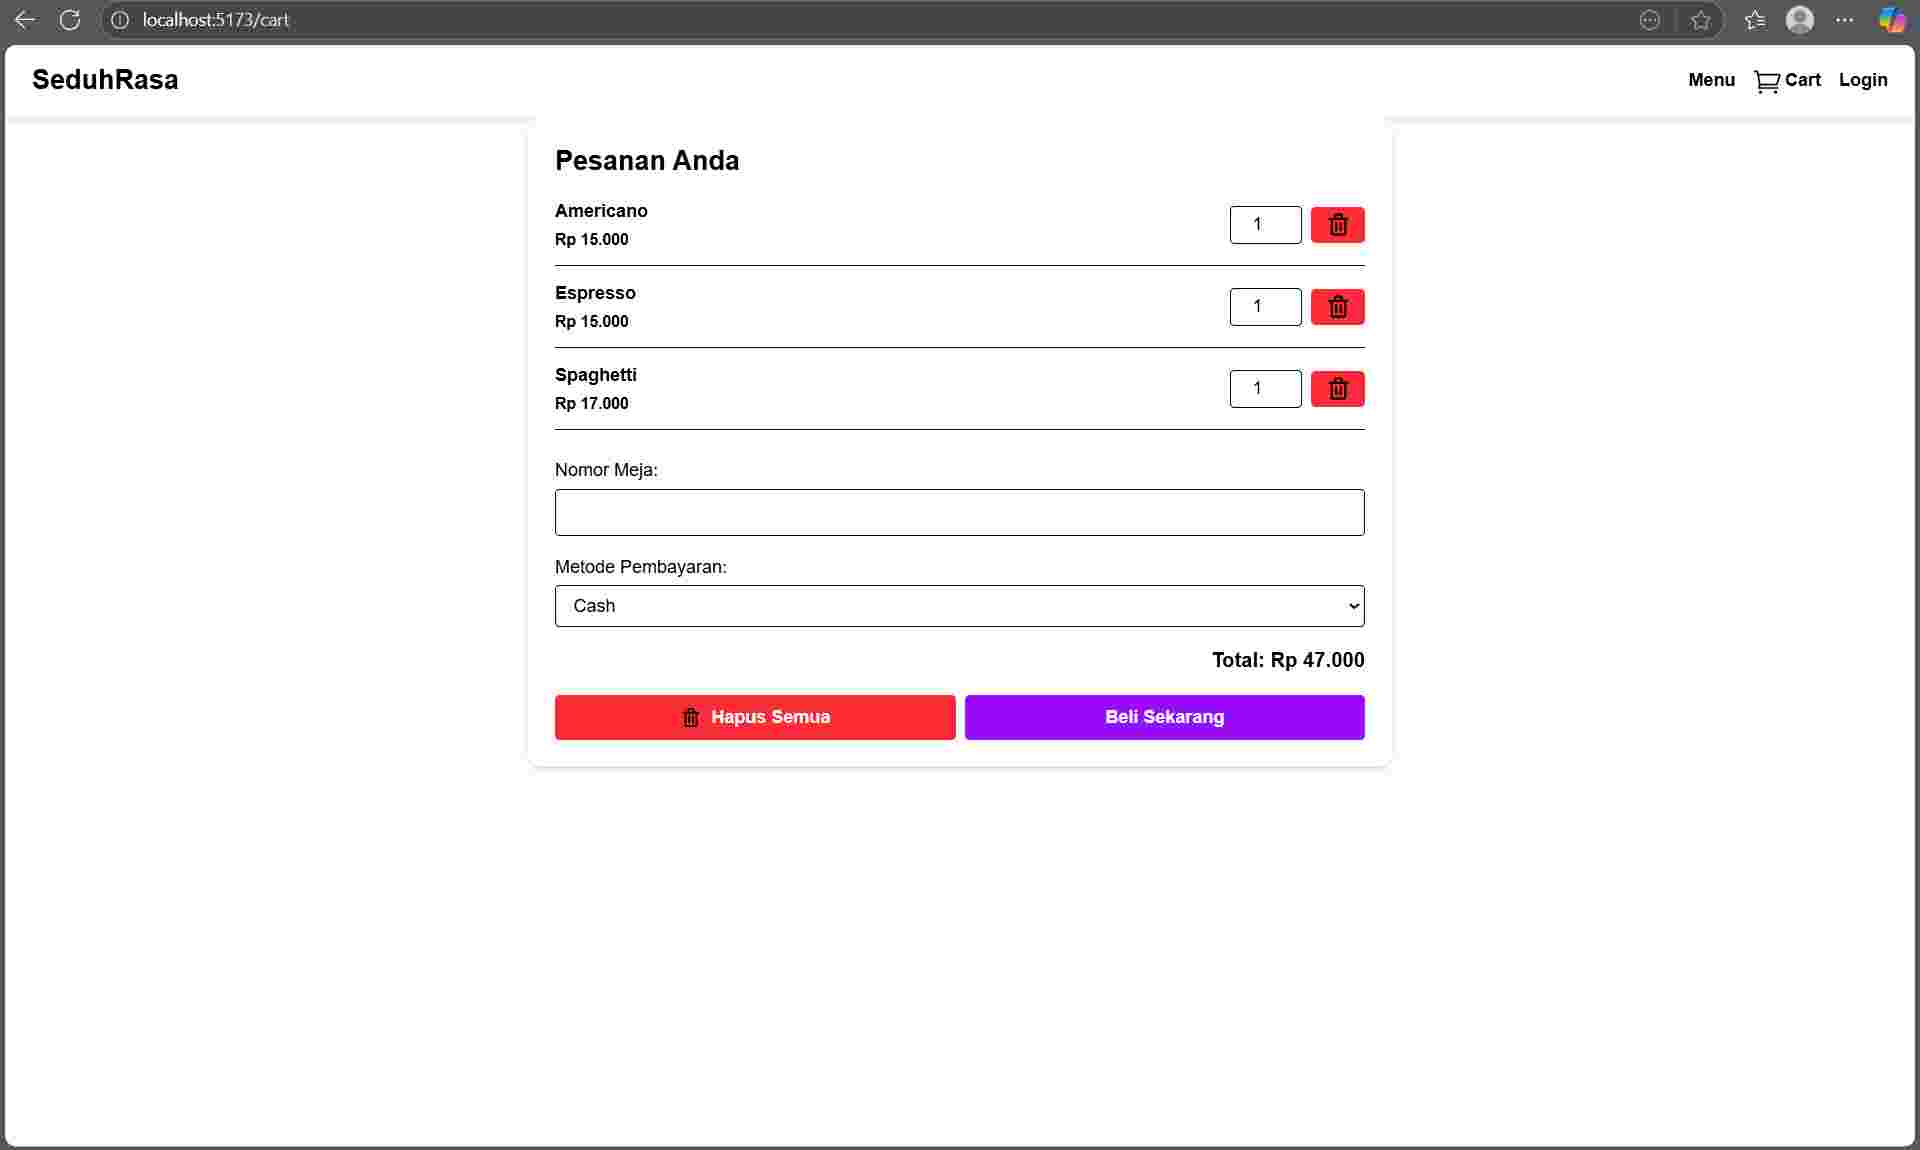 localhost:5173/cart
SeduhRasa
Menu Cart Login
Pesanan Anda
Americano
Rp 15.000
1
Espresso
Rp 15.000
1
Spaghetti
Rp 17.000
1
Nomor Meja:
Metode Pembayaran:
Cash
Total: Rp 47.000
Hapus Semua
Beli Sekarang